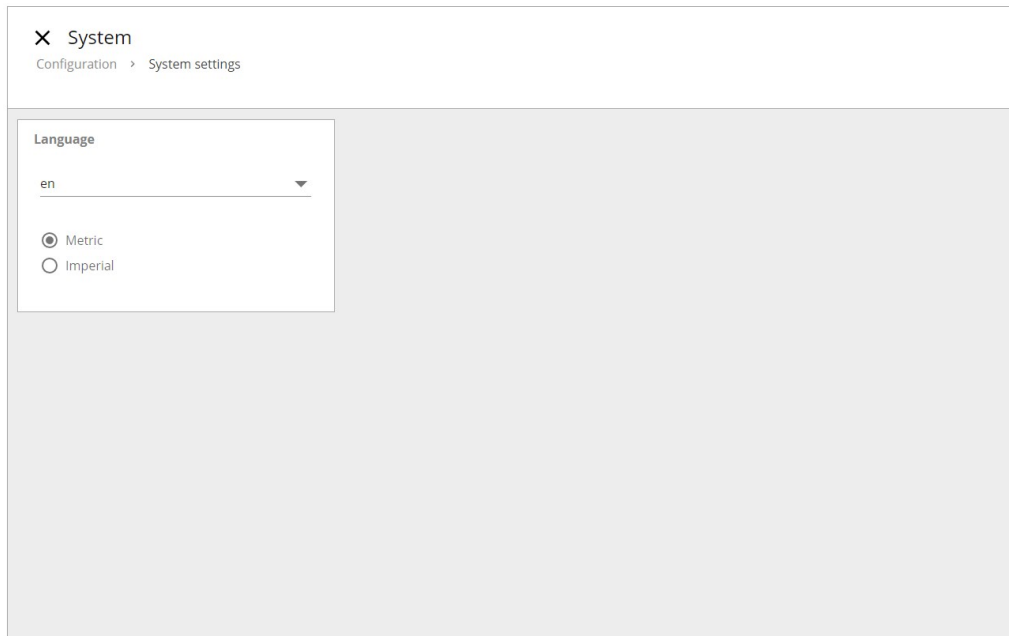 System
Configuration > System settings
Language
en
Metric
Imperial